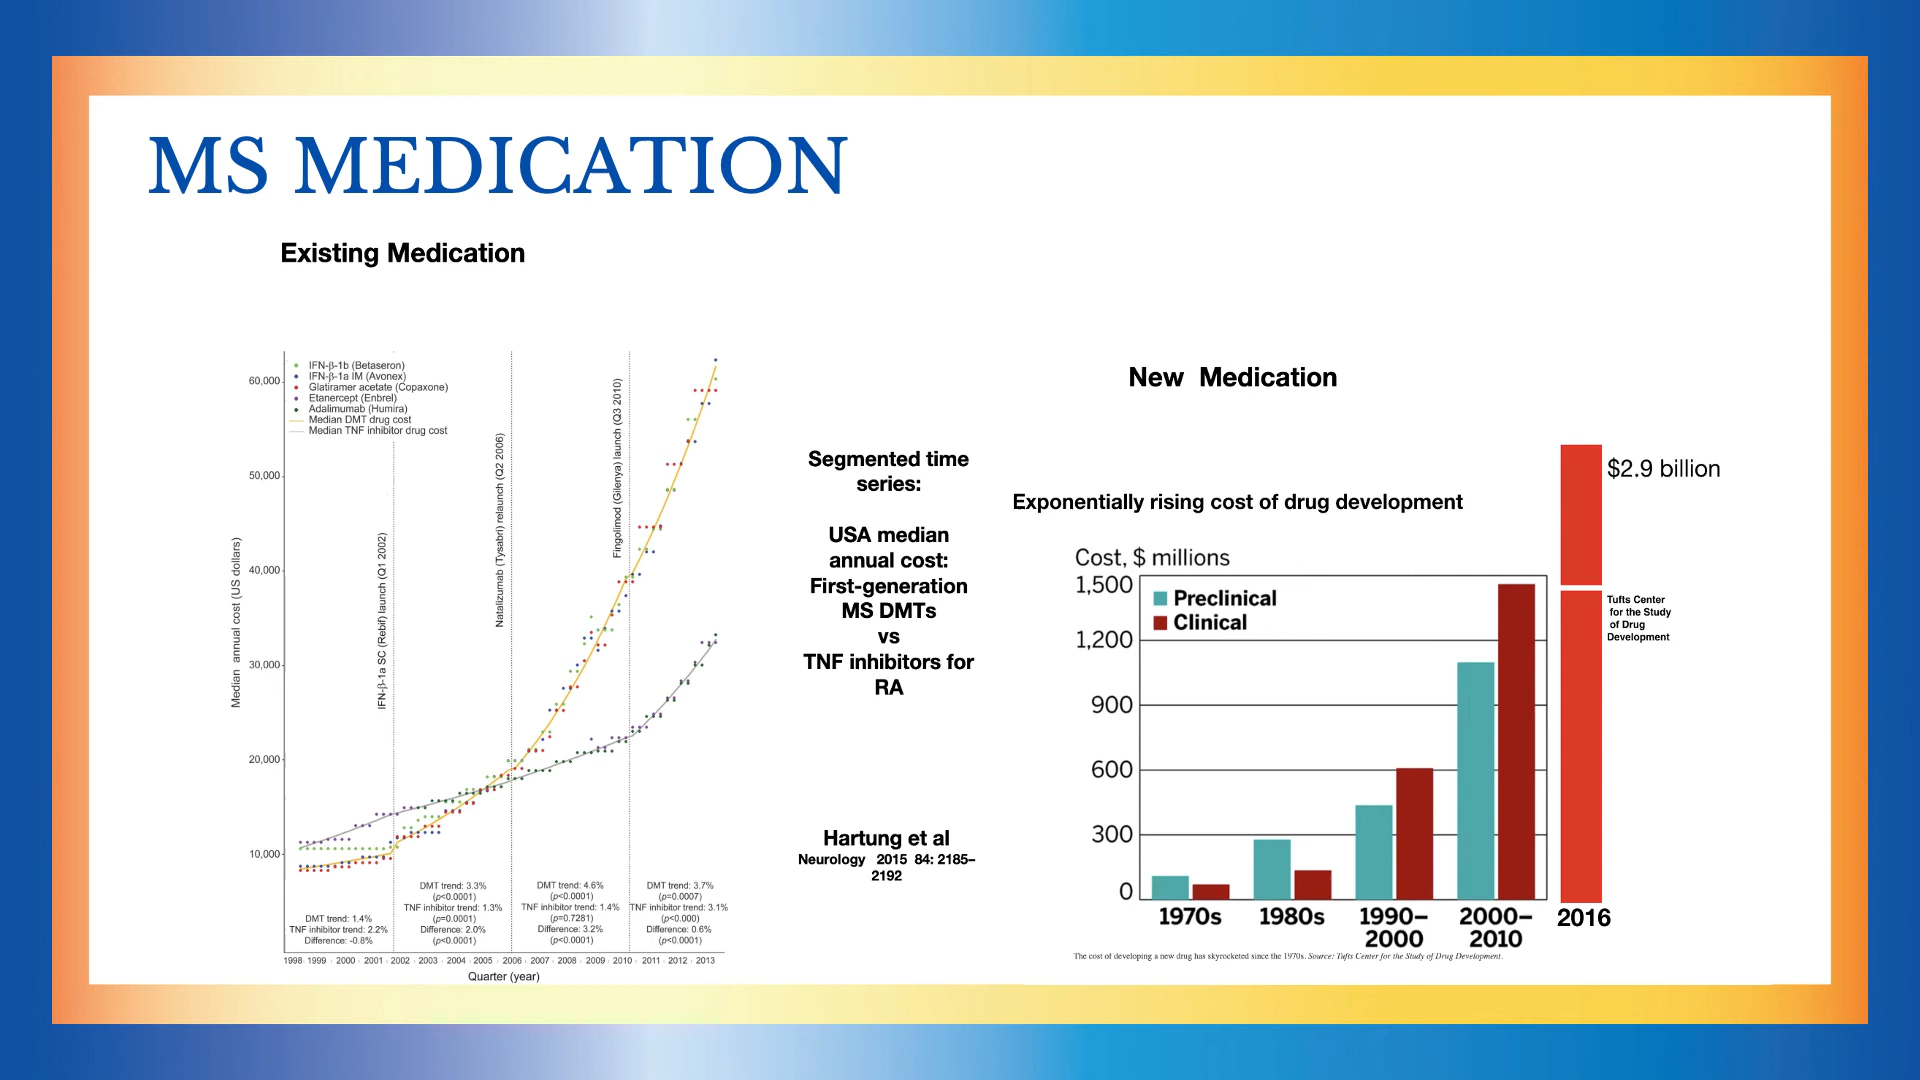 MS MEDICATION
Existing Medication
IFN-β-1b (Betaseron)
IFN-β-1a IM (Avonex)
Glatiramer acetate (Copaxone)
Etanercept (Enbrel)
Adalimumab (Humira)
Median DMT drug cost
Median TNF inhibitor drug cost
60,000
50,000
40,000
30,000
20,000
10,000
Median annual cost (US dollars)
IFN-β-1a SC (Rebif) launch (Q1 2002)
Natalizumab (Tysabri) relaunch (Q2 2006)
Fingolimod (Gilenya) launch (Q3 2010)
DMT trend: 1.4%
TNF inhibitor trend: 2.2%
Difference: -0.8%
DMT trend: 3.3%
(p<0.0001)
TNF inhibitor trend: 1.3%
(p=0.0001)
Difference: 2.0%
(p<0.0001)
DMT trend: 4.6%
(p<0.0001)
TNF inhibitor trend: 1.4%
(p=0.7281)
Difference: 3.2%
(p<0.0001)
DMT trend: 3.7%
(p=0.0007)
TNF inhibitor trend: 3.1%
(p<0.000)
Difference: 0.6%
(p<0.0001)
1998 1999 2000 2001 2002 2003 2004 2005 2006 2007 2008 2009 2010 2011 2012 2013
Quarter (year)
Segmented time
series:
USA median
annual cost:
First-generation
MS DMTs
vs
TNF inhibitors for
RA
Hartung et al
Neurology 2015 84: 2185–
2192
New Medication
Exponentially rising cost of drug development
Cost, $ millions
1,500
1,200
900
600
300
0
Preclinical
Clinical
1970s
1980s
1990–
2000
2000–
2010
2016
$2.9 billion
Tufts Center
for the Study
of Drug
Development
The cost of developing a new drug has skyrocketed since the 1970s. Source: Tufts Center for the Study of Drug Development.